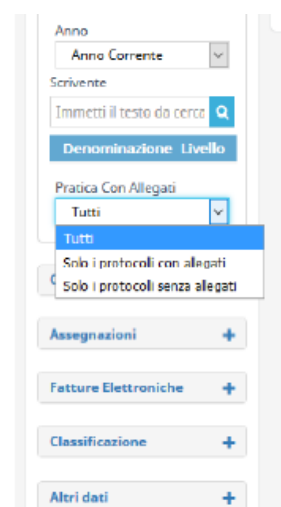 Anno
Anno Corrente
Scrivente
Immetti il testo da cerca
Denominazione Livello
Pratica Con Allegati
Tutti
Tutti
Solo i protocolli con allegati
Solo i protocolli senza allegati
Assegnazioni
Fatture Elettroniche
Classificazione
Altri dati